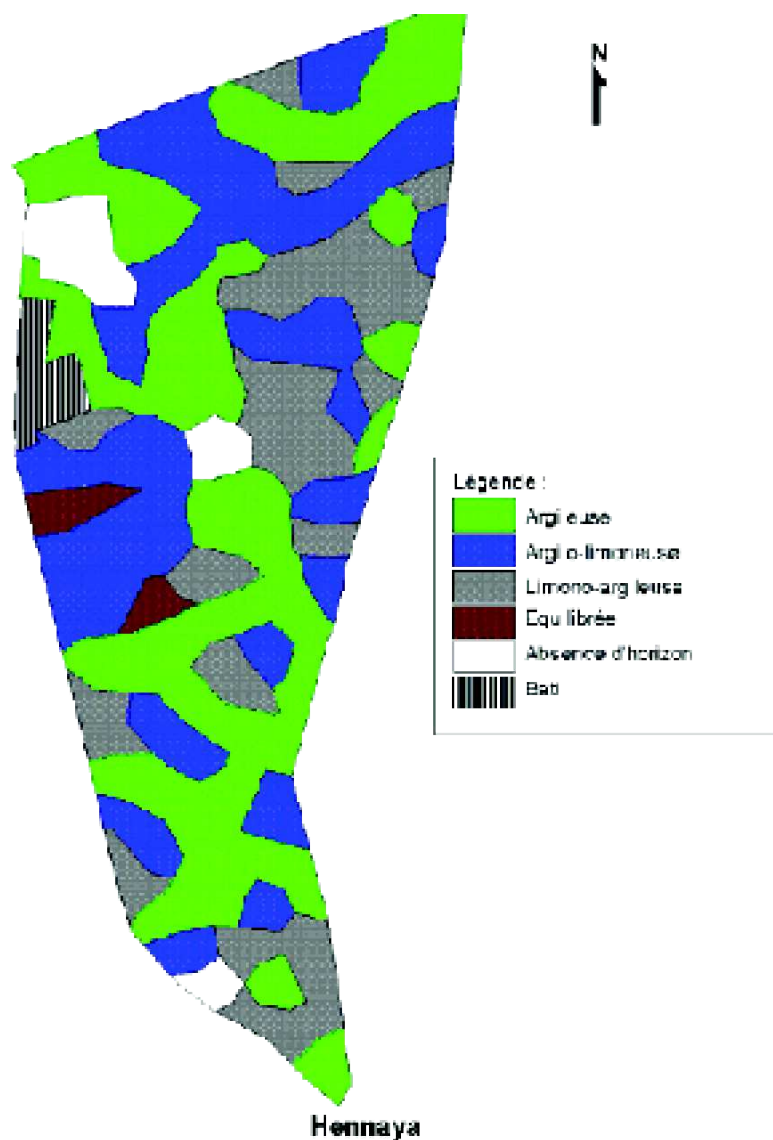 N
Légende :
Argileuse
Argilo-limoneuse
Limono-argileuse
Equilibrée
Absence d'horizon
Bati
Hennaya